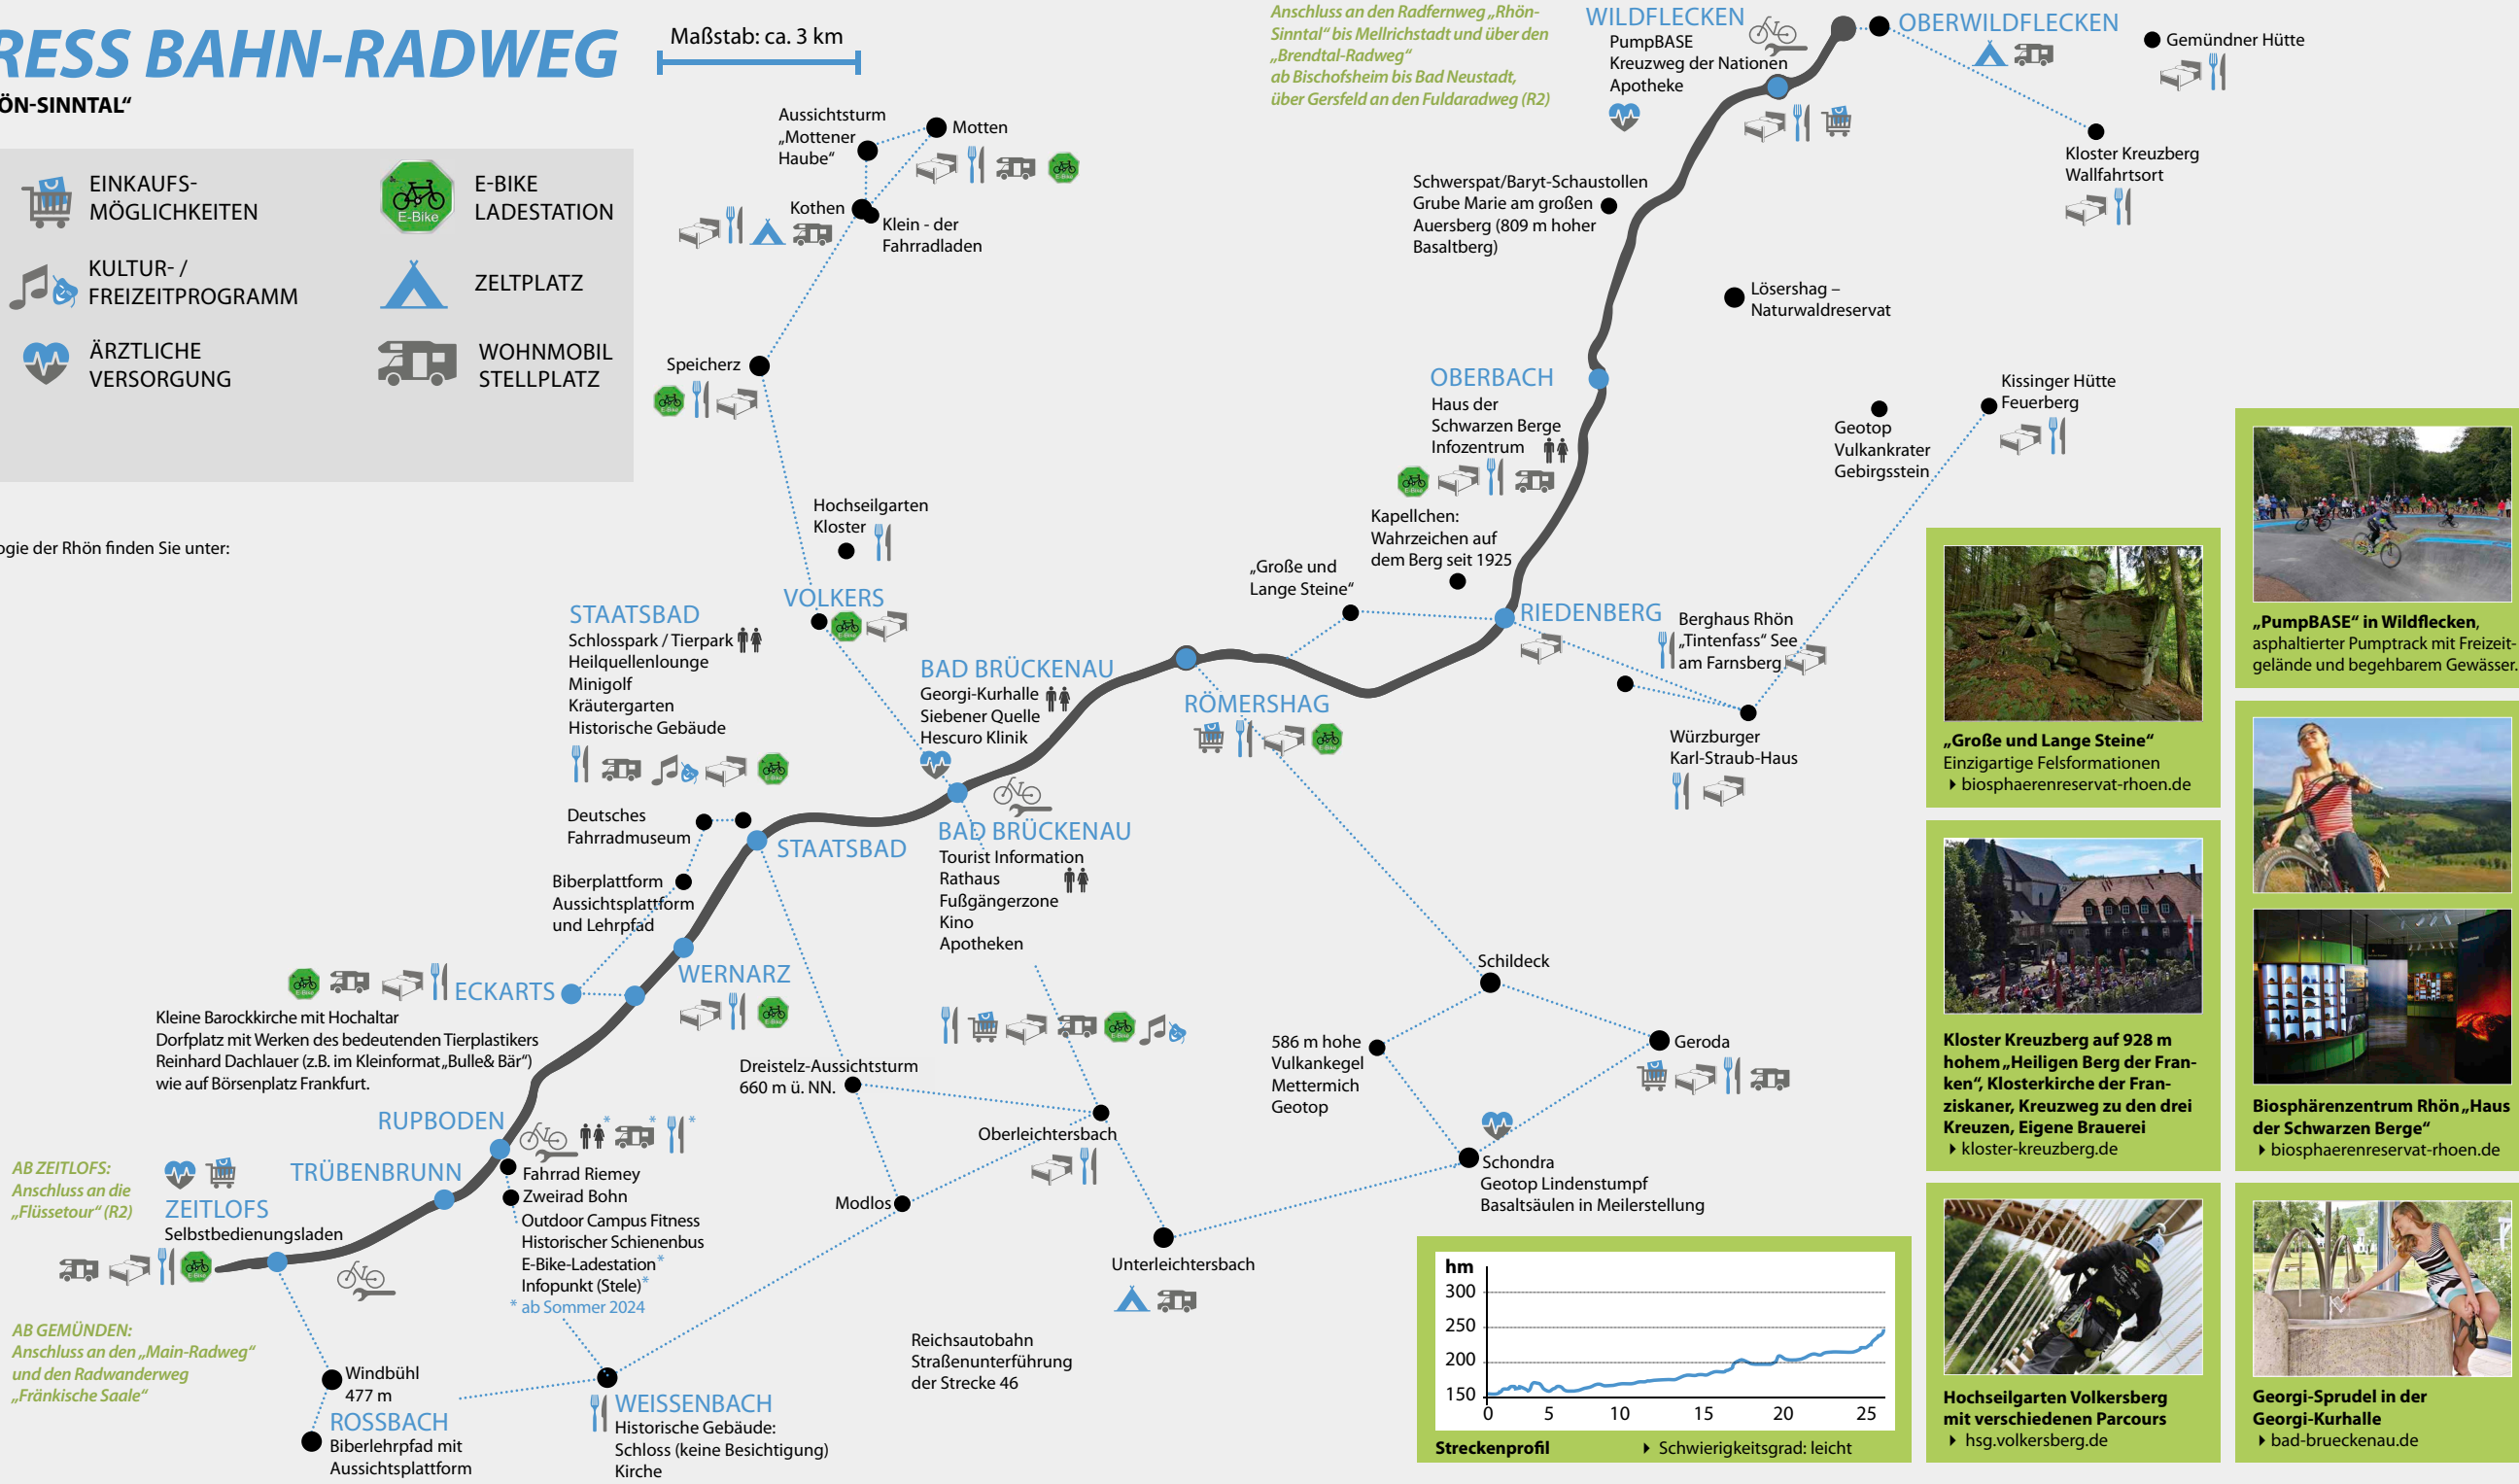 RESS BAHN-RADWEG
ÖN-SINNTAL“
Maßstab: ca. 3 km
EINKAUFS-
MÖGLICHKEITEN
KULTUR- /
FREIZEITPROGRAMM
ÄRZTLICHE
VERSORGUNG
E-Bike
E-BIKE
LADESTATION
ZELTPLATZ
WOHNMOBIL
STELLPLATZ
ogie der Rhön finden Sie unter:
Anschluss an den Radfernweg „Rhön-
Sinntal“ bis Mellrichstadt und über den
„Brendtal-Radweg“
ab Bischofsheim bis Bad Neustadt,
über Gersfeld an den Fuldaradweg (R2)
WILDFLECKEN
PumpBASE
Kreuzweg der Nationen
Apotheke
OBERWILDFLECKEN
Gemündner Hütte
Kloster Kreuzberg
Wallfahrtsort
Aussichtsturm
„Mottener
Haube“
Motten
Kothen
Klein - der
Fahrradladen
Speicherz
Schwerspat/Baryt-Schaustollen
Grube Marie am großen
Auersberg (809 m hoher
Basaltberg)
Lösershag –
Naturwaldreservat
OBERBACH
Haus der
Schwarzen Berge
Infozentrum
Kapellchen:
Wahrzeichen auf
dem Berg seit 1925
Kissinger Hütte
Feuerberg
Geotop
Vulkankrater
Gebirgsstein
Hochseilgarten
Kloster
VOLKERS
„Große und
Lange Steine“
RIEDENBERG
Berghaus Rhön
„Tintenfass“ See
am Farnsberg
Würzburger
Karl-Straub-Haus
STAATSBAD
Schlosspark / Tierpark
Heilquellenlounge
Minigolf
Kräutergarten
Historische Gebäude
BAD BRÜCKENAU
Georgi-Kurhalle
Siebener Quelle
Hescuro Klinik
RÖMERSHAG
Deutsches
Fahrradmuseum
STAATSBAD
Biberplattform
Aussichtsplattform
und Lehrpfad
BAD BRÜCKENAU
Tourist Information
Rathaus
Fußgängerzone
Kino
Apotheken
WERNARZ
ECKARTS
Kleine Barockkirche mit Hochaltar
Dorfplatz mit Werken des bedeutenden Tierplastikers
Reinhard Dachlauer (z.B. im Kleinformat „Bulle& Bär“)
wie auf Börsenplatz Frankfurt.
Schildeck
586 m hohe
Vulkankegel
Mettermich
Geotop
Geroda
Dreistelz-Aussichtsturm
660 m ü. NN.
Oberleichtersbach
Schondra
Geotop Lindenstumpf
Basaltsäulen in Meilerstellung
Modlos
Unterleichtersbach
RUPBODEN
* * *
Fahrrad Riemey
Zweirad Bohn
Outdoor Campus Fitness
Historischer Schienenbus
E-Bike-Ladestation*
Infopunkt (Stele)*
* ab Sommer 2024
TRÜBENBRUNN
AB ZEITLOFS:
Anschluss an die
„Flüssetour“ (R2)
ZEITLOFS
Selbstbedienungsladen
AB GEMÜNDEN:
Anschluss an den „Main-Radweg“
und den Radwanderweg
„Fränkische Saale“
Windbühl
477 m
ROSSBACH
Biberlehrpfad mit
Aussichtsplattform
WEISSENBACH
Historische Gebäude:
Schloss (keine Besichtigung)
Kirche
Reichsautobahn
Straßenunterführung
der Strecke 46
hm
300
250
200
150
0 5 10 15 20 25
Streckenprofil
Schwierigkeitsgrad: leicht
„Große und Lange Steine“
Einzigartige Felsformationen
biosphaerenreservat-rhoen.de
Kloster Kreuzberg auf 928 m
hohem „Heiligen Berg der Fran-
ken“, Klosterkirche der Fran-
ziskaner, Kreuzweg zu den drei
Kreuzen, Eigene Brauerei
kloster-kreuzberg.de
Hochseilgarten Volkersberg
mit verschiedenen Parcours
hsg.volkersberg.de
„PumpBASE“ in Wildflecken,
asphaltierter Pumptrack mit Freizeit-
gelände und begehbarem Gewässer.
Biosphärenzentrum Rhön „Haus
der Schwarzen Berge“
biosphaerenreservat-rhoen.de
Georgi-Sprudel in der
Georgi-Kurhalle
bad-brueckenau.de